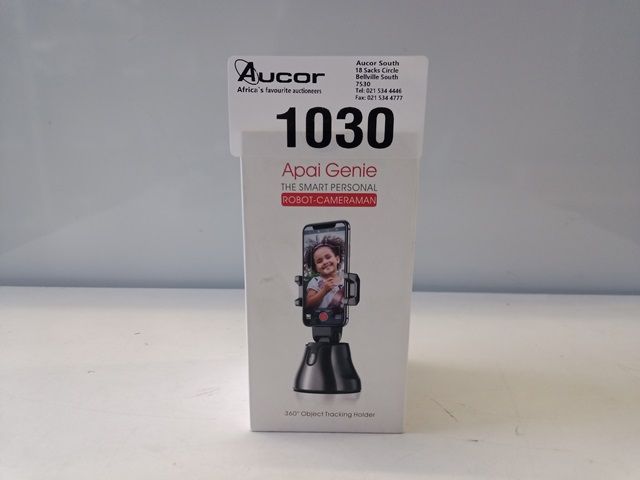 Aucor
Africa's favourite auctioneers
Aucor South
18 Sacks Circle
Bellville South
7530
Tel: 021 534 4446
Fax: 021 534 4777
1030
Apai Genie
THE SMART PERSONAL
ROBOT-CAMERAMAN
360° Object Tracking Holder